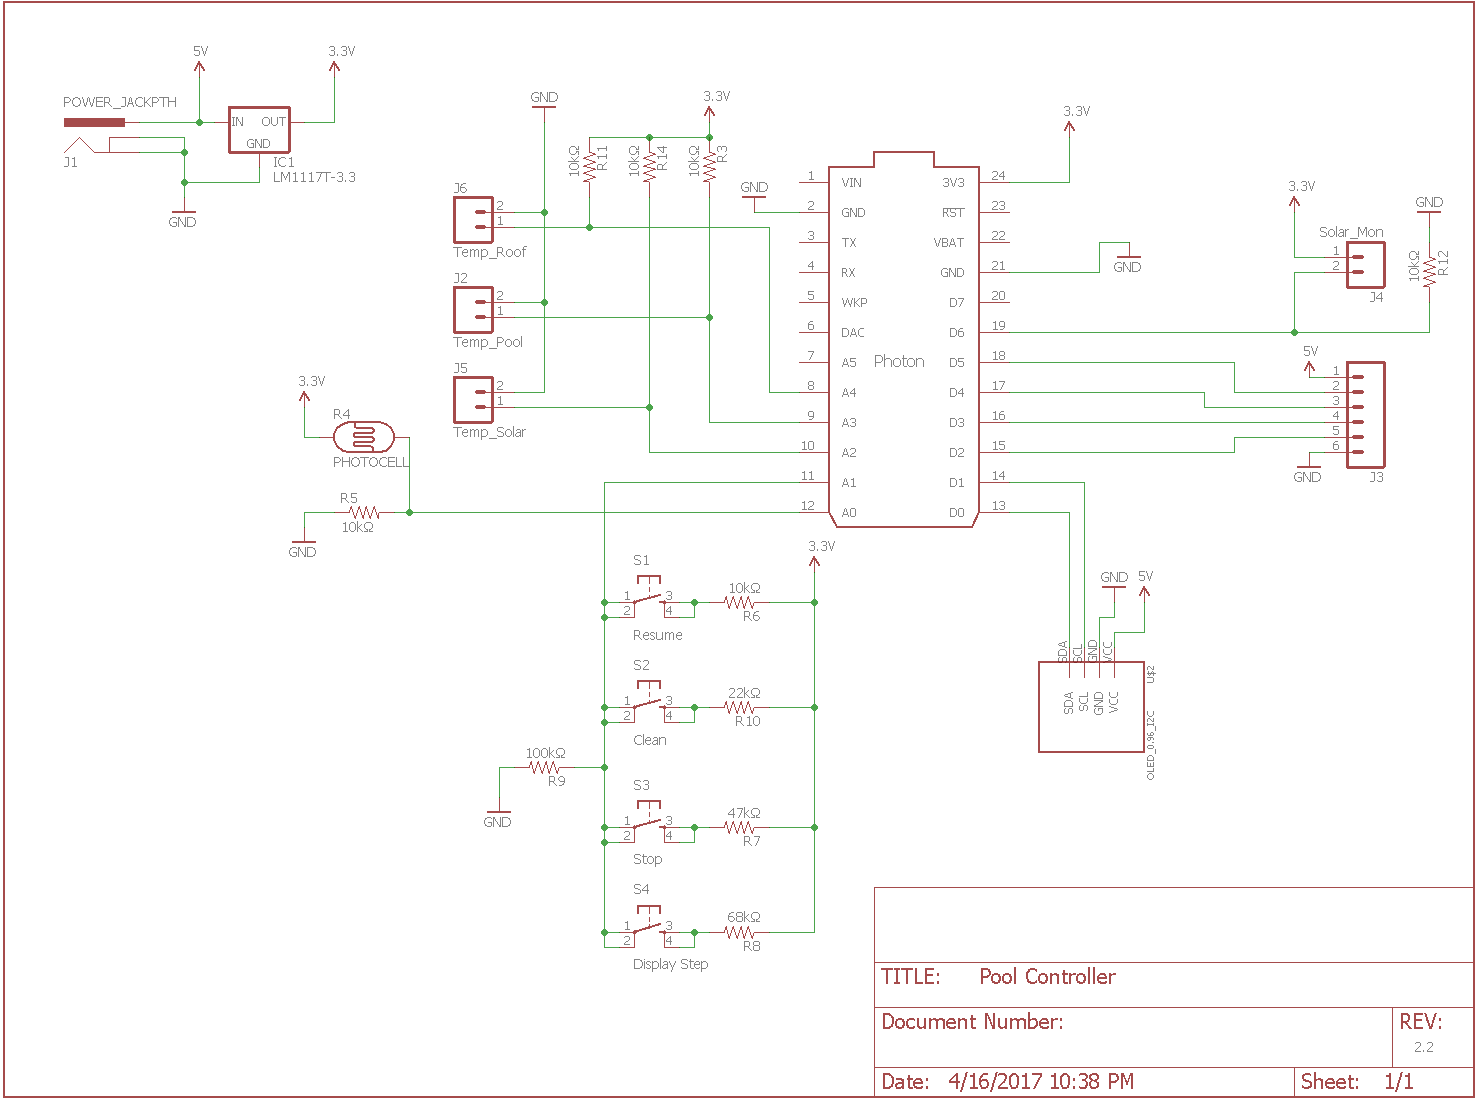 5V
3.3V
POWER_JACKPTH
J1
IN OUT
GND
IC1
LM1117T-3.3
GND
GND
3.3V
10kΩ R11
10kΩ R14
10kΩ R3
J6
2
1
Temp_Roof
J2
2
1
Temp_Pool
J5
2
1
Temp_Solar
3.3V
R4
PHOTOCELL
R5
10kΩ
GND
GND
3.3V
Photon
1 VIN 3V3 24
2 GND RST 23
3 TX VBAT 22
4 RX GND 21
5 WKP D7 20
6 DAC D6 19
7 A5 D5 18
8 A4 D4 17
9 A3 D3 16
10 A2 D2 15
11 A1 D1 14
12 A0 D0 13
GND
3.3V
GND
Solar_Mon
1
2
J4
10kΩ R12
5V
1
2
3
4
5
6
GND
J3
3.3V
S1
1 3
2 4
Resume
10kΩ
R6
S2
1 3
2 4
Clean
22kΩ
R10
100kΩ
R9
GND
S3
1 3
2 4
Stop
47kΩ
R7
S4
1 3
2 4
Display Step
68kΩ
R8
GND 5V
SDA SCL GND VCC
SDA SCL GND VCC
U$2
OLED_0.96_I2C
TITLE: Pool Controller
Document Number:
REV:
2.2
Date: 4/16/2017 10:38 PM
Sheet: 1/1